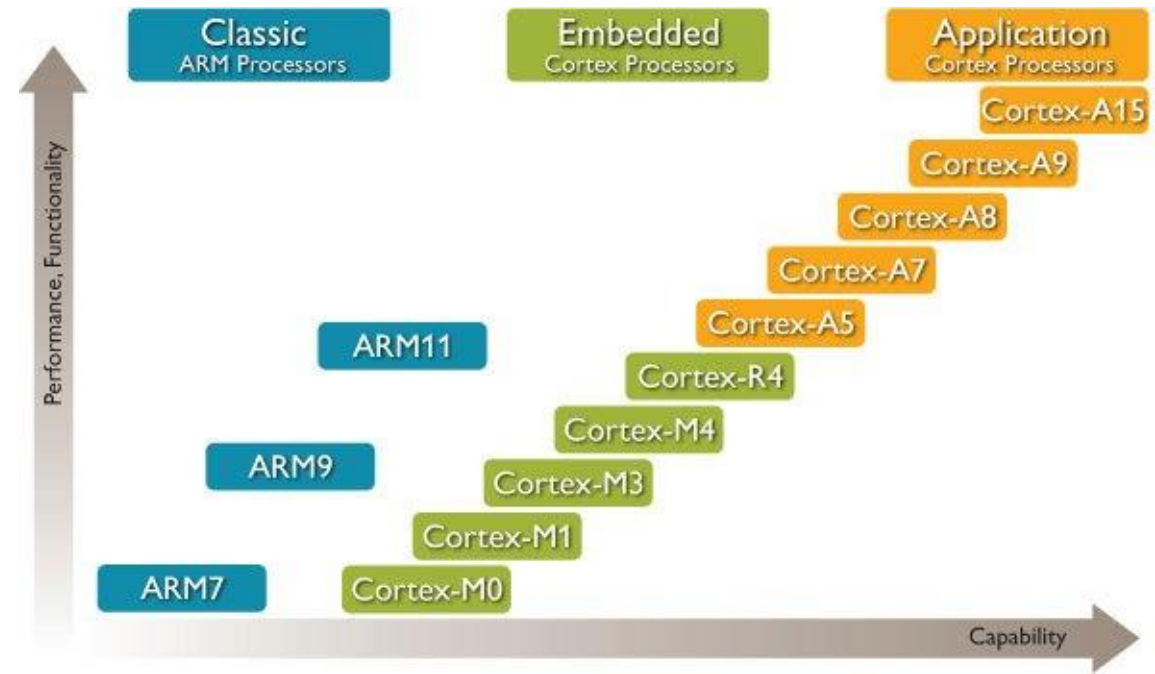 Classic
ARM Processors
Embedded
Cortex Processors
Application
Cortex Processors
Cortex-A15
Cortex-A9
Cortex-A8
Cortex-A7
Cortex-A5
ARM11
Cortex-R4
Cortex-M4
ARM9
Cortex-M3
Cortex-M1
ARM7
Cortex-M0
Performance, Functionality
Capability